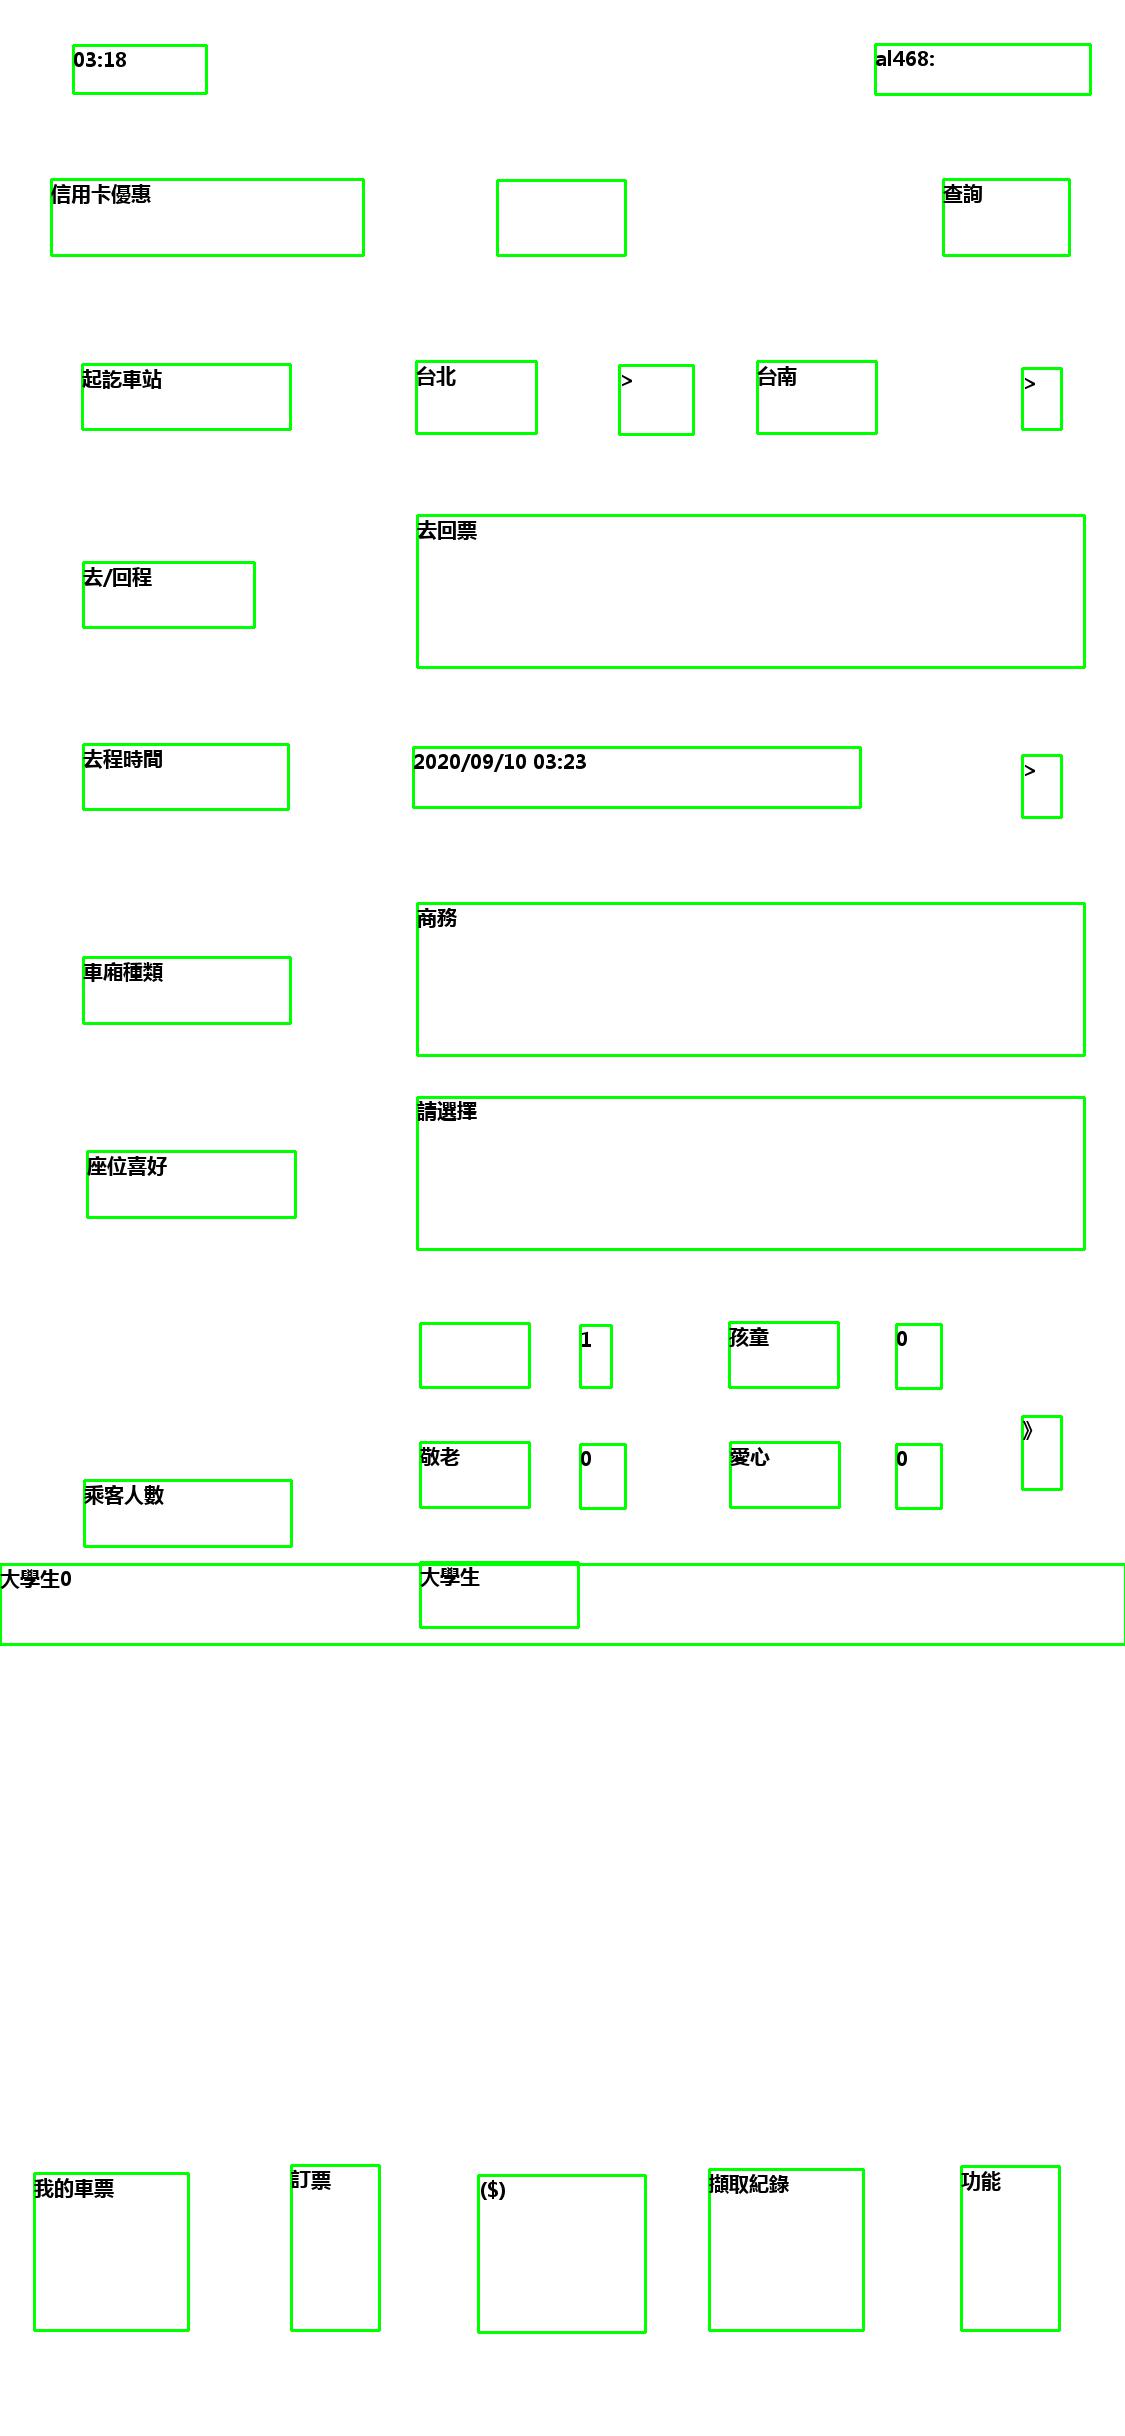 03:18 al468:
信用卡優惠 查詢
起訖車站 台北 > 台南 >
去回票
去/回程
去程時間 2020/09/10 03:23 >
商務
車廂種類
請選擇
座位喜好
1 孩童 0
》
敬老 0 愛心 0
乘客人數
大學生0 大學生
我的車票 訂票 ($) 擷取紀錄 功能